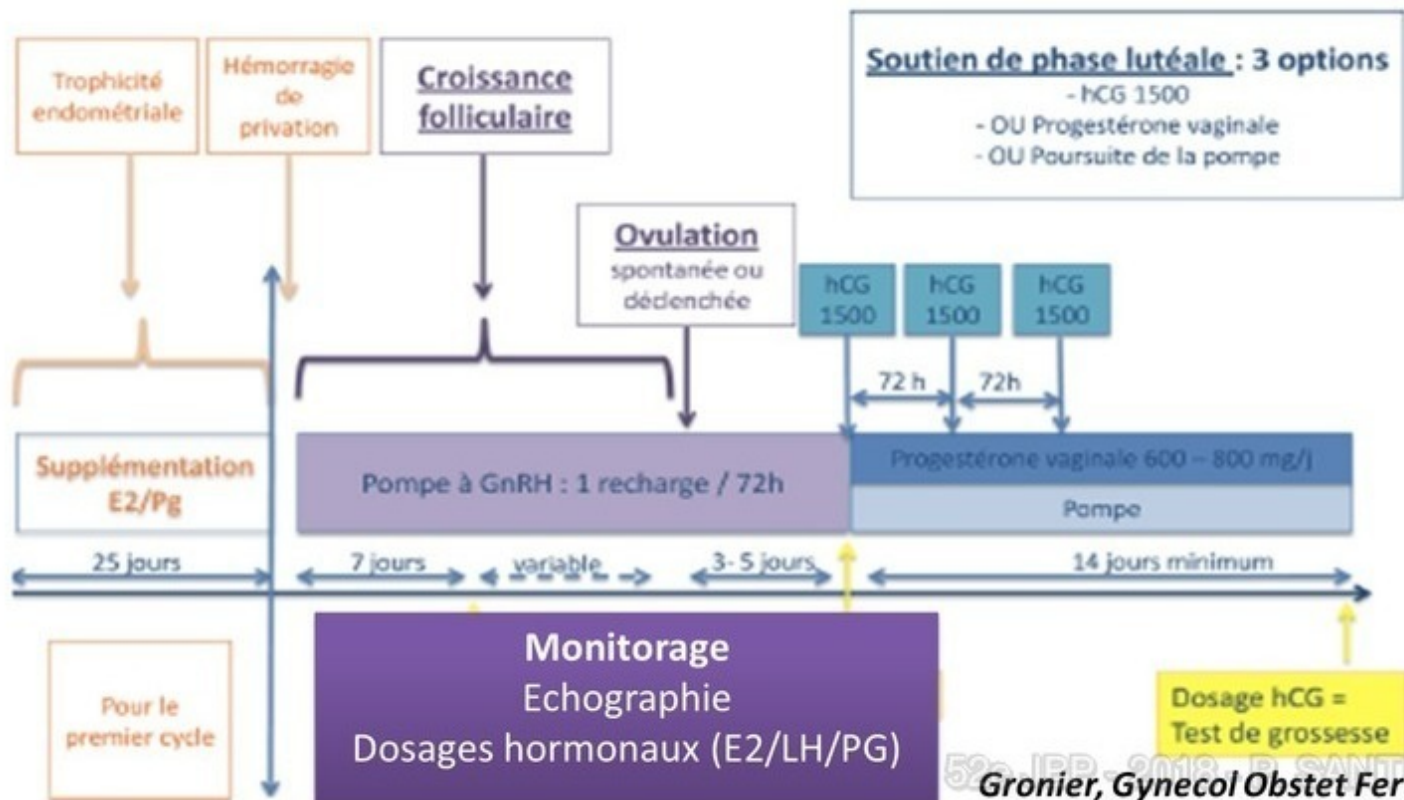 Trophicité
endométriale
Hémorragie
de
privation
Croissance
folliculaire
Soutien de phase lutéale : 3 options
- hCG 1500
- OU Progestérone vaginale
- OU Poursuite de la pompe
Ovulation
spontanée ou
déclenchée
hCG
1500
hCG
1500
hCG
1500
72 h
72h
Supplémentation
E2/Pg
Pompe à GnRH : 1 recharge / 72h
Progestérone vaginale 600 – 800 mg/j
Pompe
25 jours
7 jours
variable
3- 5 jours
14 jours minimum
Pour le
premier cycle
Monitorage
Echographie
Dosages hormonaux (E2/LH/PG)
Dosage hCG =
Test de grossesse
52e JBP - 2018 - P. SANT
Gronier, Gynecol Obstet Fer